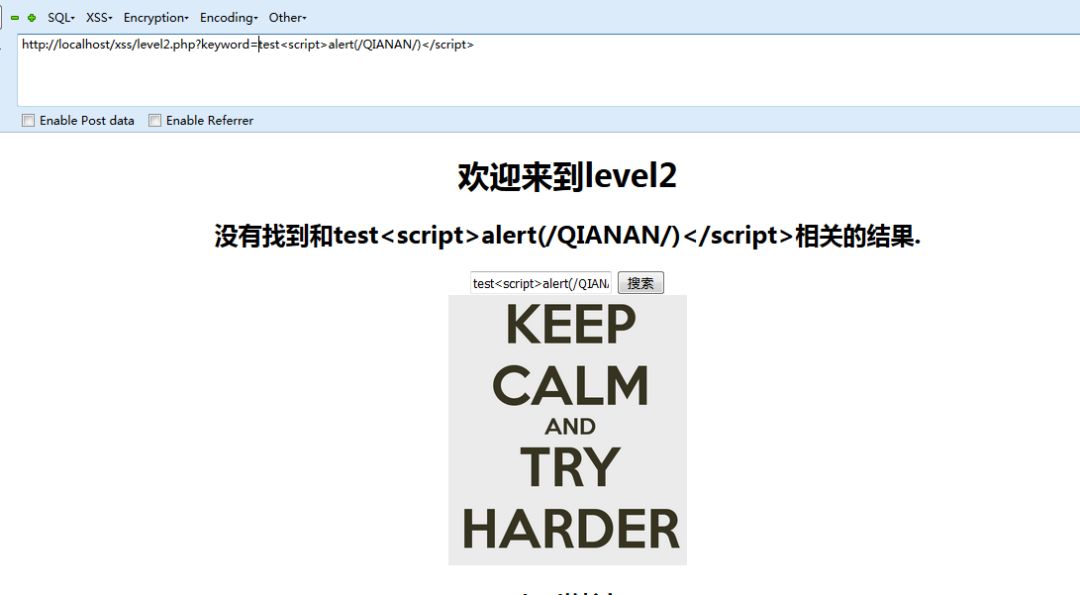 SQL▾ XSS▾ Encryption▾ Encoding▾ Other▾
http://localhost/xss/level2.php?keyword=test<script>alert(/QIANAN/)</script>
Enable Post data Enable Referrer
欢迎来到level2
没有找到和test<script>alert(/QIANAN/)</script>相关的结果.
test<script>alert(/QIAN 搜索
KEEP
CALM
AND
TRY
HARDER